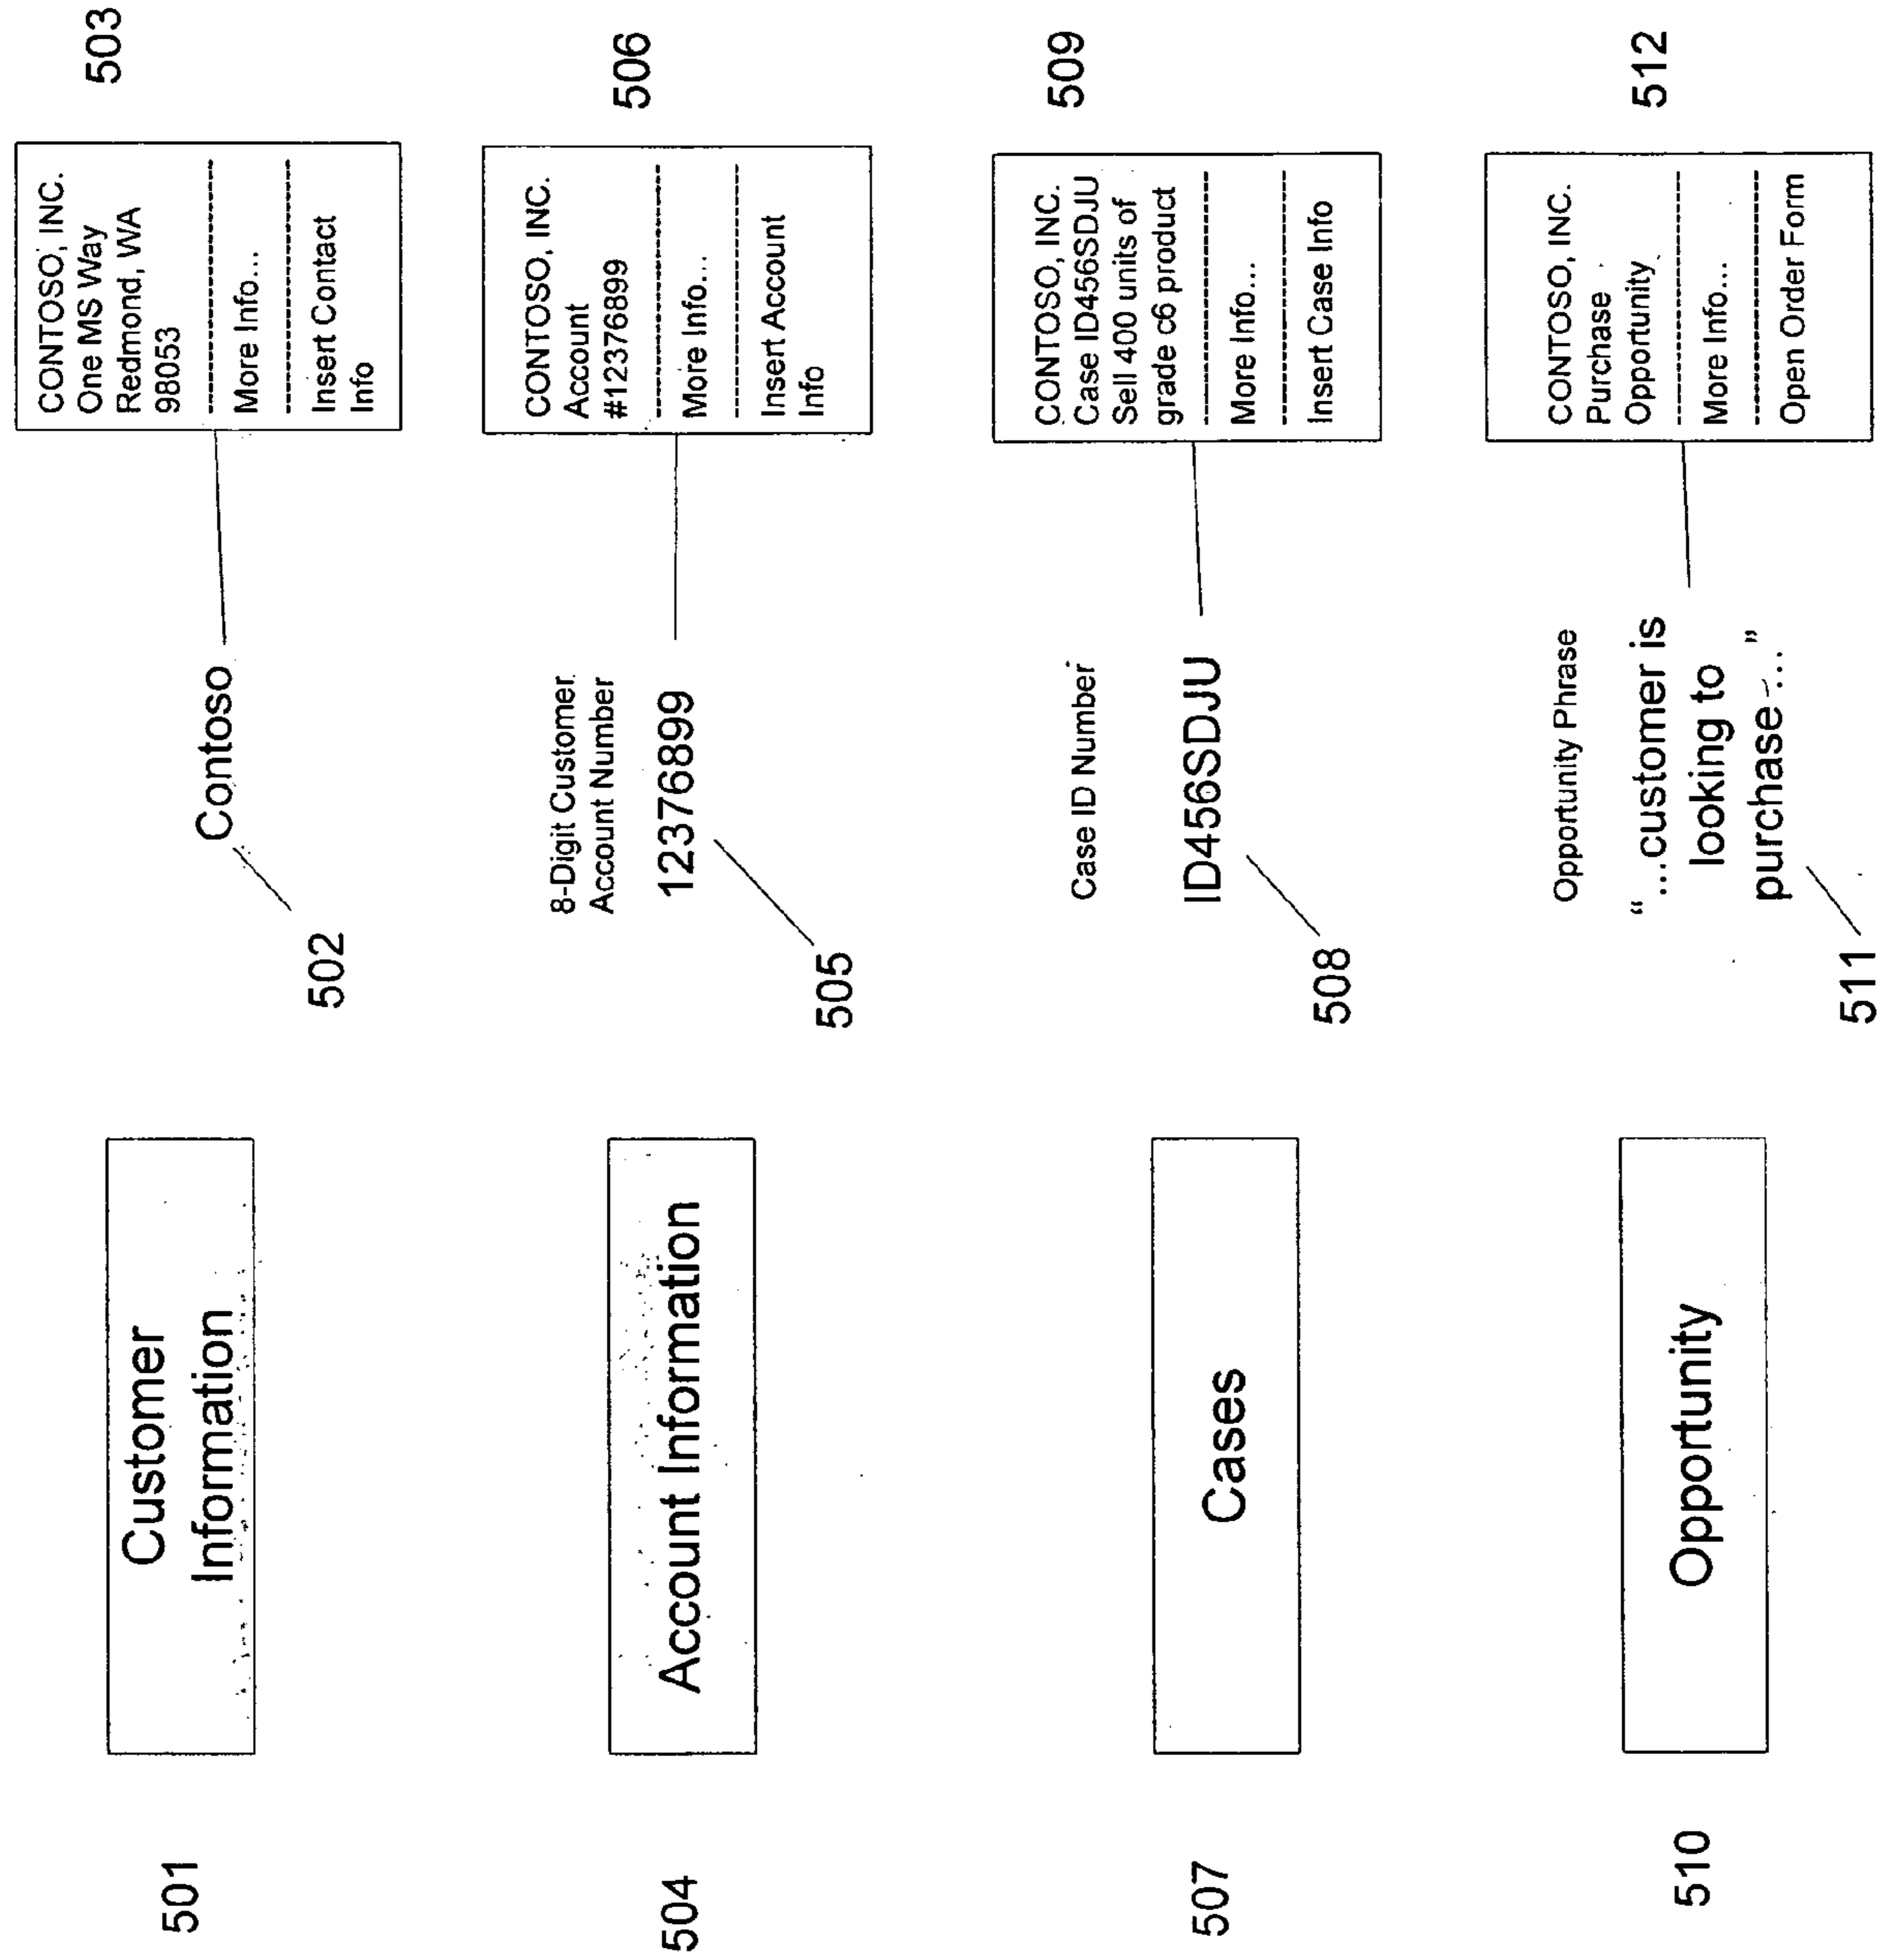 501
Customer
Information
502
Contoso
CONTOSO, INC.
One MS Way
Redmond, WA
98053
More Info...
Insert Contact
Info
503
504
Account Information
8-Digit Customer
Account Number
12376899
505
CONTOSO, INC.
Account
#12376899
More Info...
Insert Account
Info
506
507
Cases
Case ID Number
ID456SDJU
508
CONTOSO, INC.
Case ID456SDJU
Sell 400 units of
grade c6 product
More Info...
Insert Case Info
509
510
Opportunity
Opportunity Phrase
“...customer is
looking to
purchase ...”
511
CONTOSO, INC.
Purchase
Opportunity
More Info...
Open Order Form
512